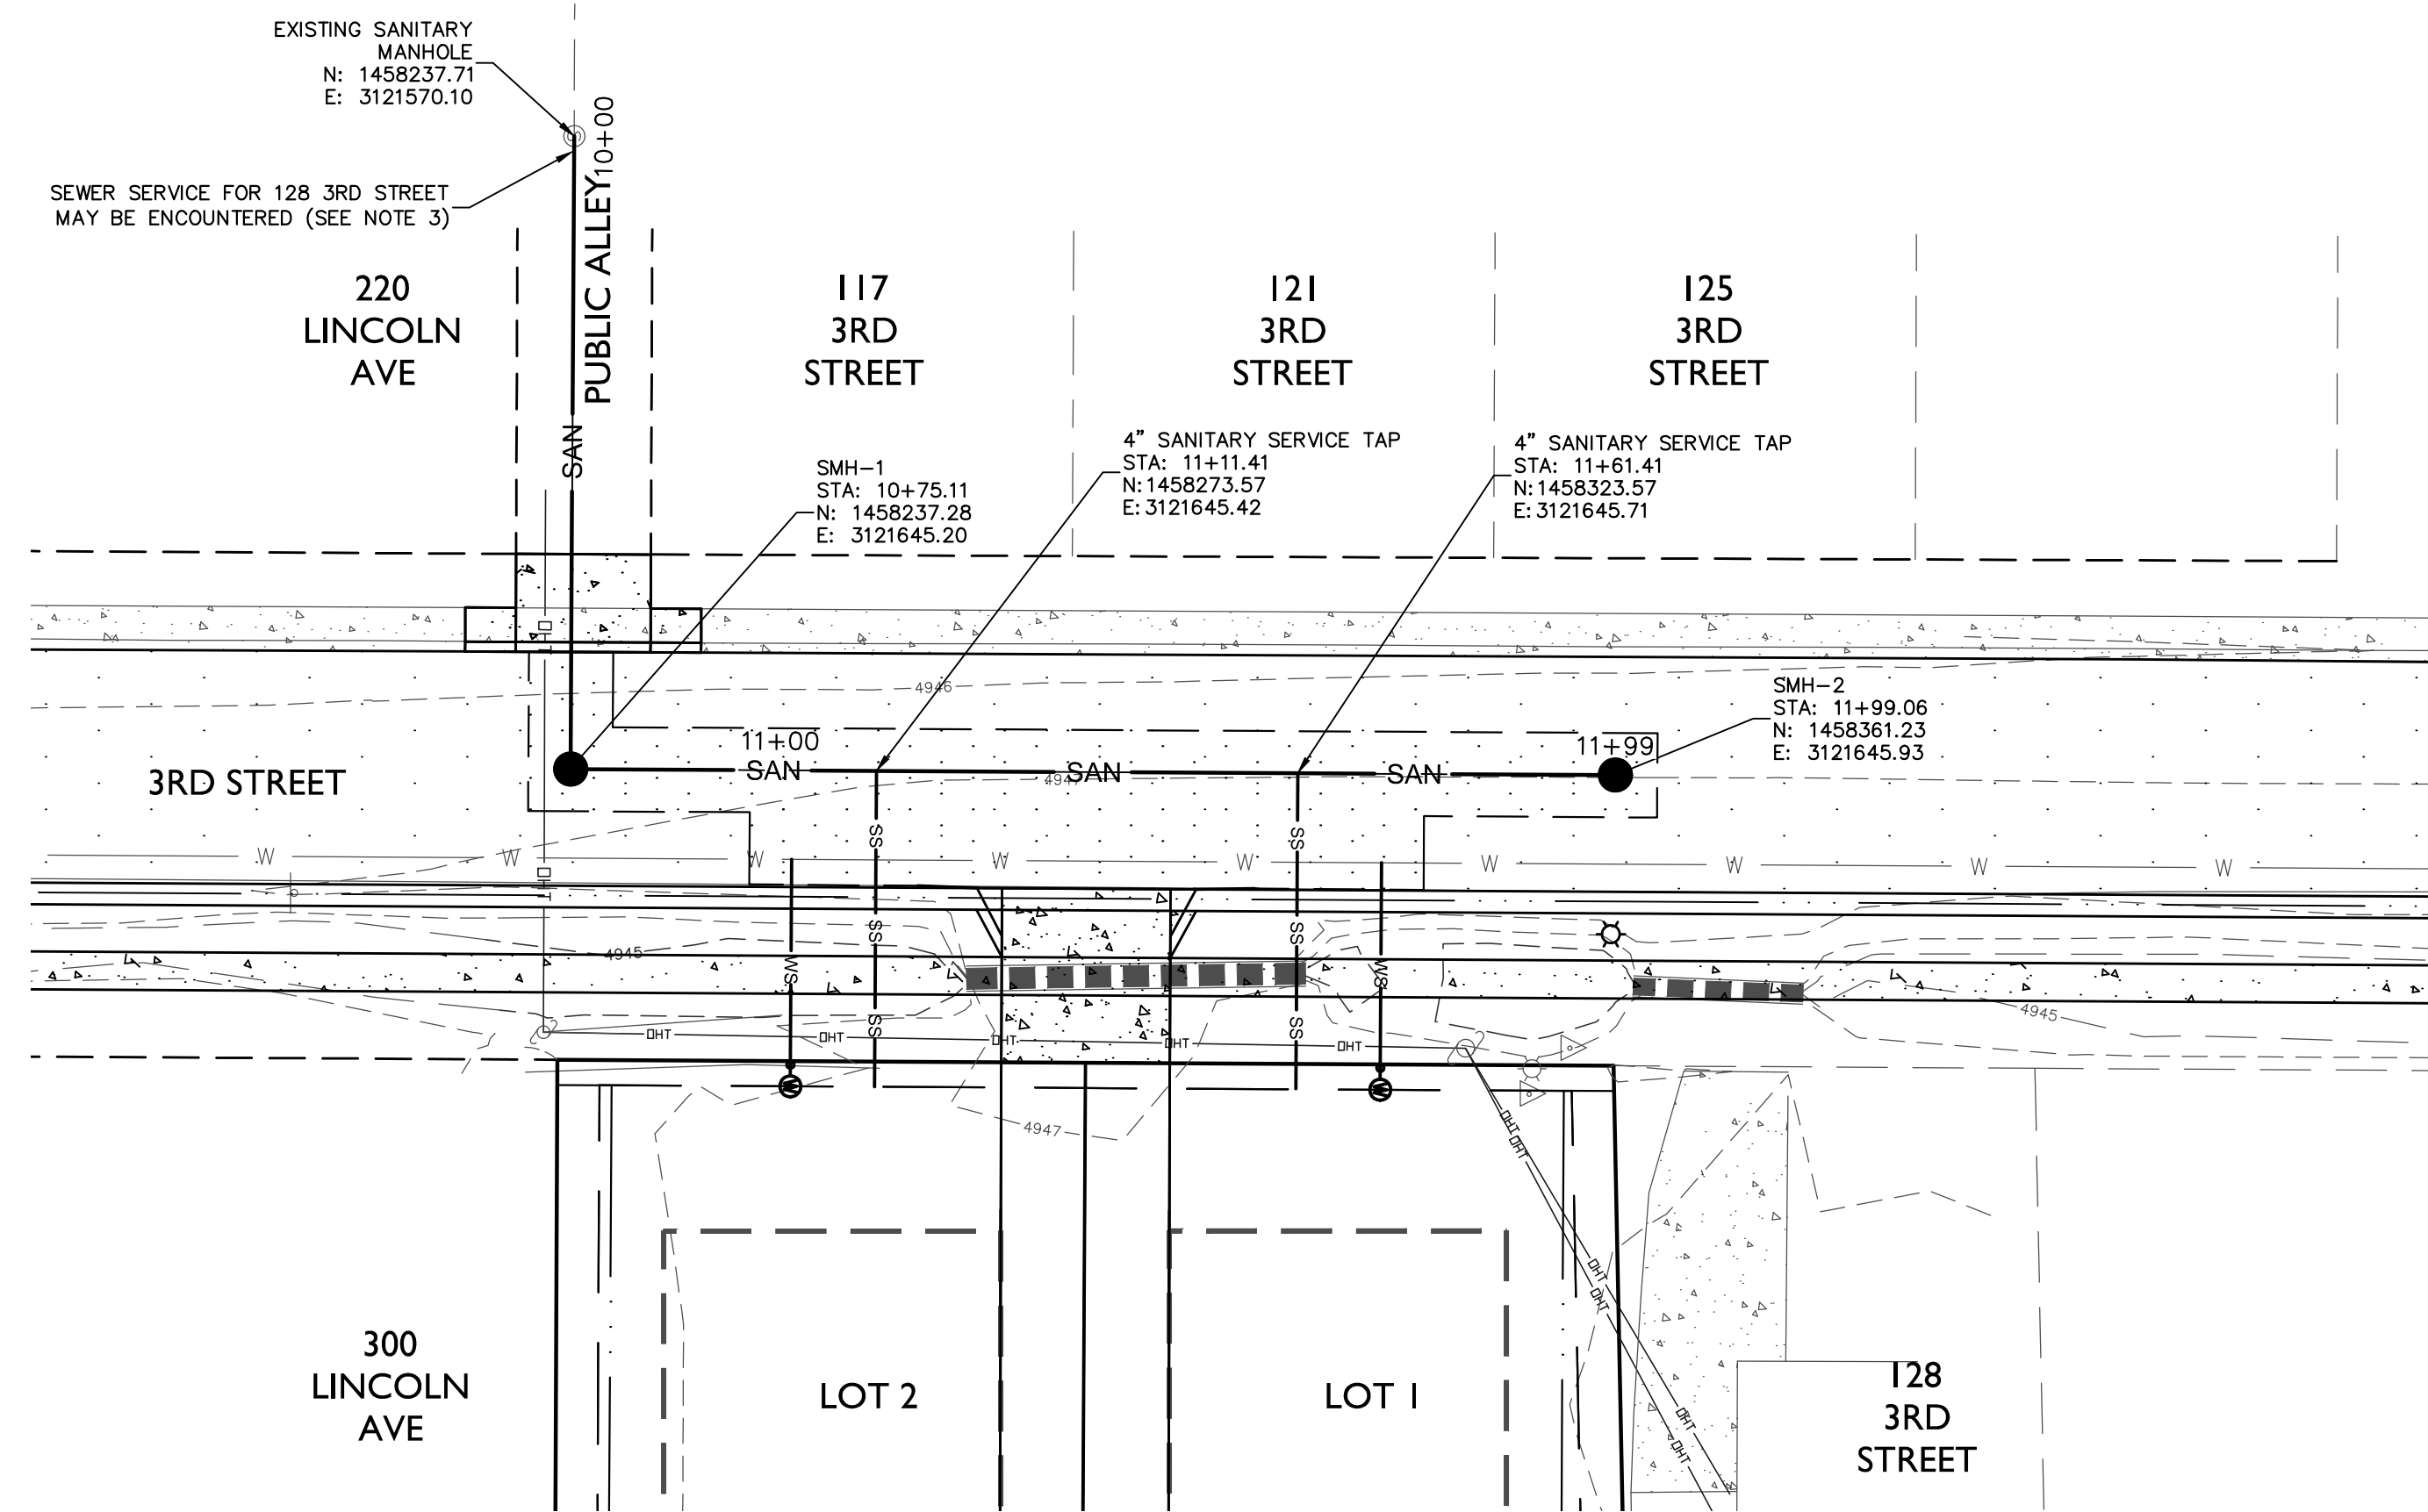 EXISTING SANITARY
MANHOLE
N: 1458237.71
E: 3121570.10
SEWER SERVICE FOR 128 3RD STREET
MAY BE ENCOUNTERED (SEE NOTE 3)
10+00
PUBLIC ALLEY
SAN
220
LINCOLN
AVE
117
3RD
STREET
121
3RD
STREET
125
3RD
STREET
SMH-1
STA: 10+75.11
N: 1458237.28
E: 3121645.20
4" SANITARY SERVICE TAP
STA: 11+11.41
N:1458273.57
E:3121645.42
4" SANITARY SERVICE TAP
STA: 11+61.41
N:1458323.57
E:3121645.71
SMH-2
STA: 11+99.06
N: 1458361.23
E: 3121645.93
4946
3RD STREET
11+00
11+99
SAN
SAN
SAN
4947
SS
SS
W
W
W
W
W
W
W
W
W
SS
SS
4945
WS
WS
SS
SS
4945
OHT
OHT
OHT
OHT
OHT
W
W
4947
OHT
OHT
OHT
OHT
OHT
OHT
300
LINCOLN
AVE
LOT 2
LOT 1
128
3RD
STREET